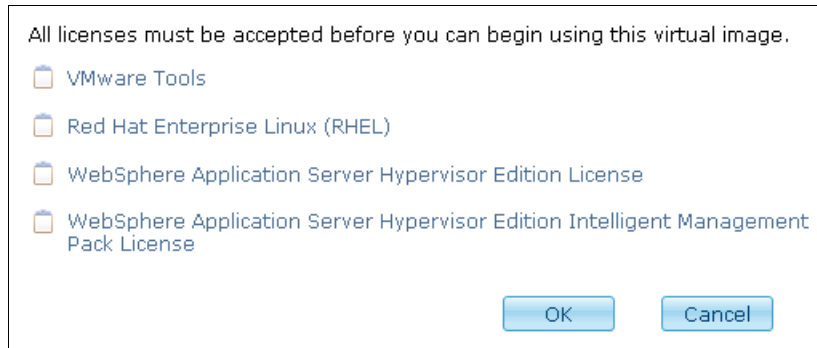 All licenses must be accepted before you can begin using this virtual image.
VMware Tools
Red Hat Enterprise Linux (RHEL)
WebSphere Application Server Hypervisor Edition License
WebSphere Application Server Hypervisor Edition Intelligent Management
Pack License
OK Cancel